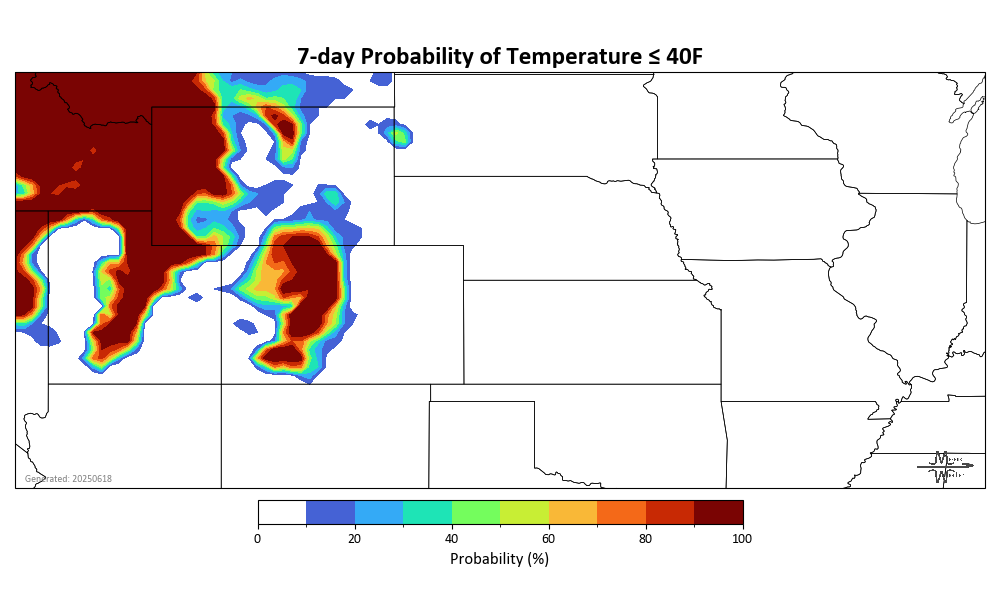 7-day Probability of Temperature ≤ 40F
Generated: 20250618
0 20 40 60 80 100
Probability (%)